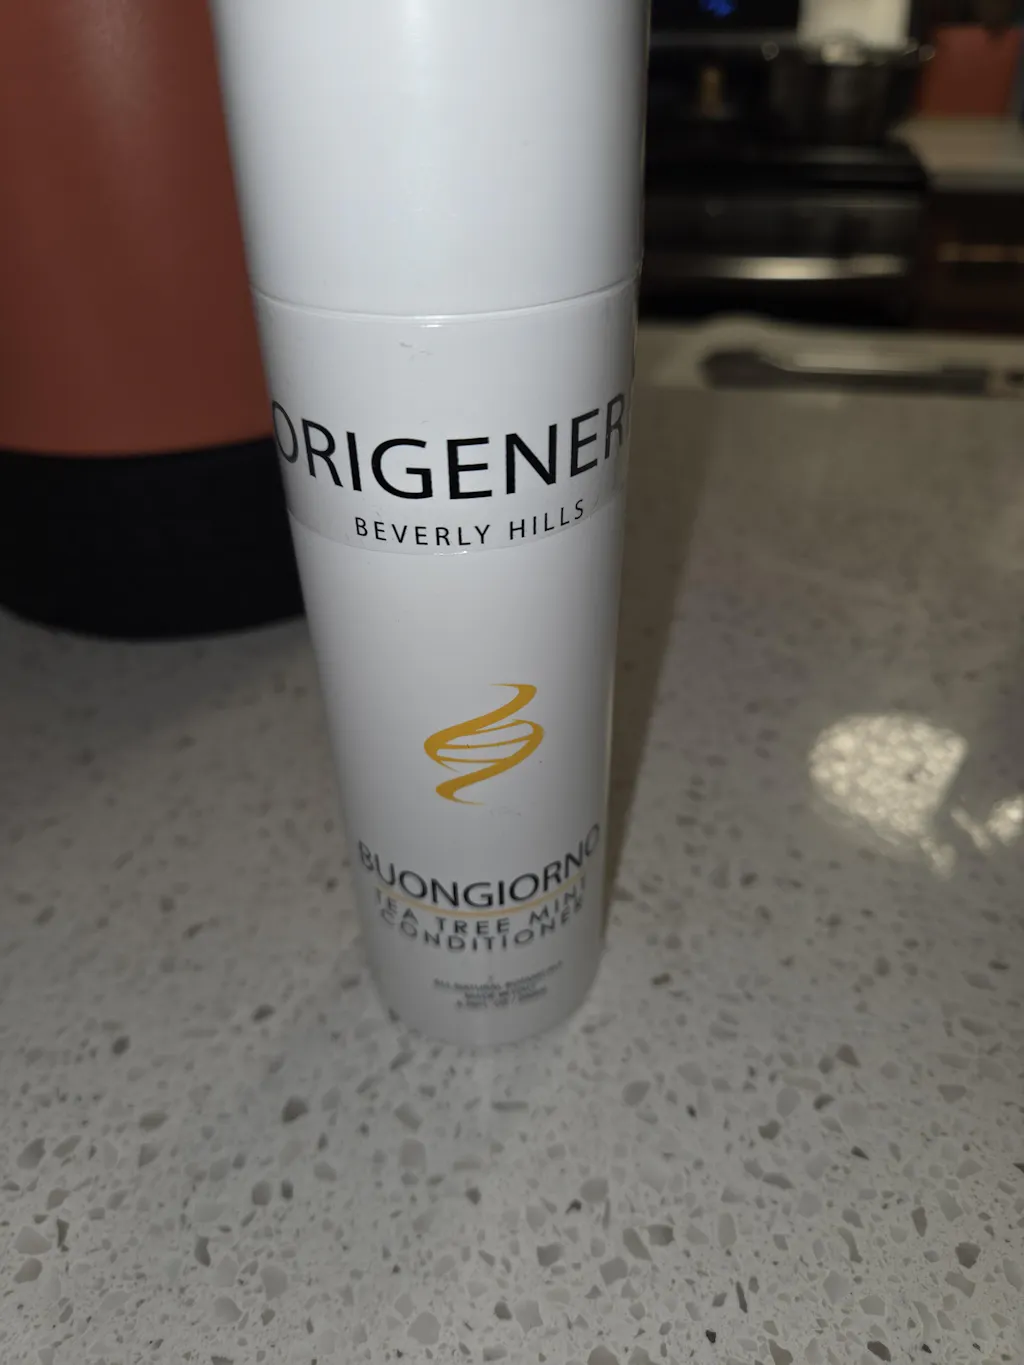 ORIGENER
BEVERLY HILLS
BUONGIORNO
TEA TREE MINT
CONDITIONER